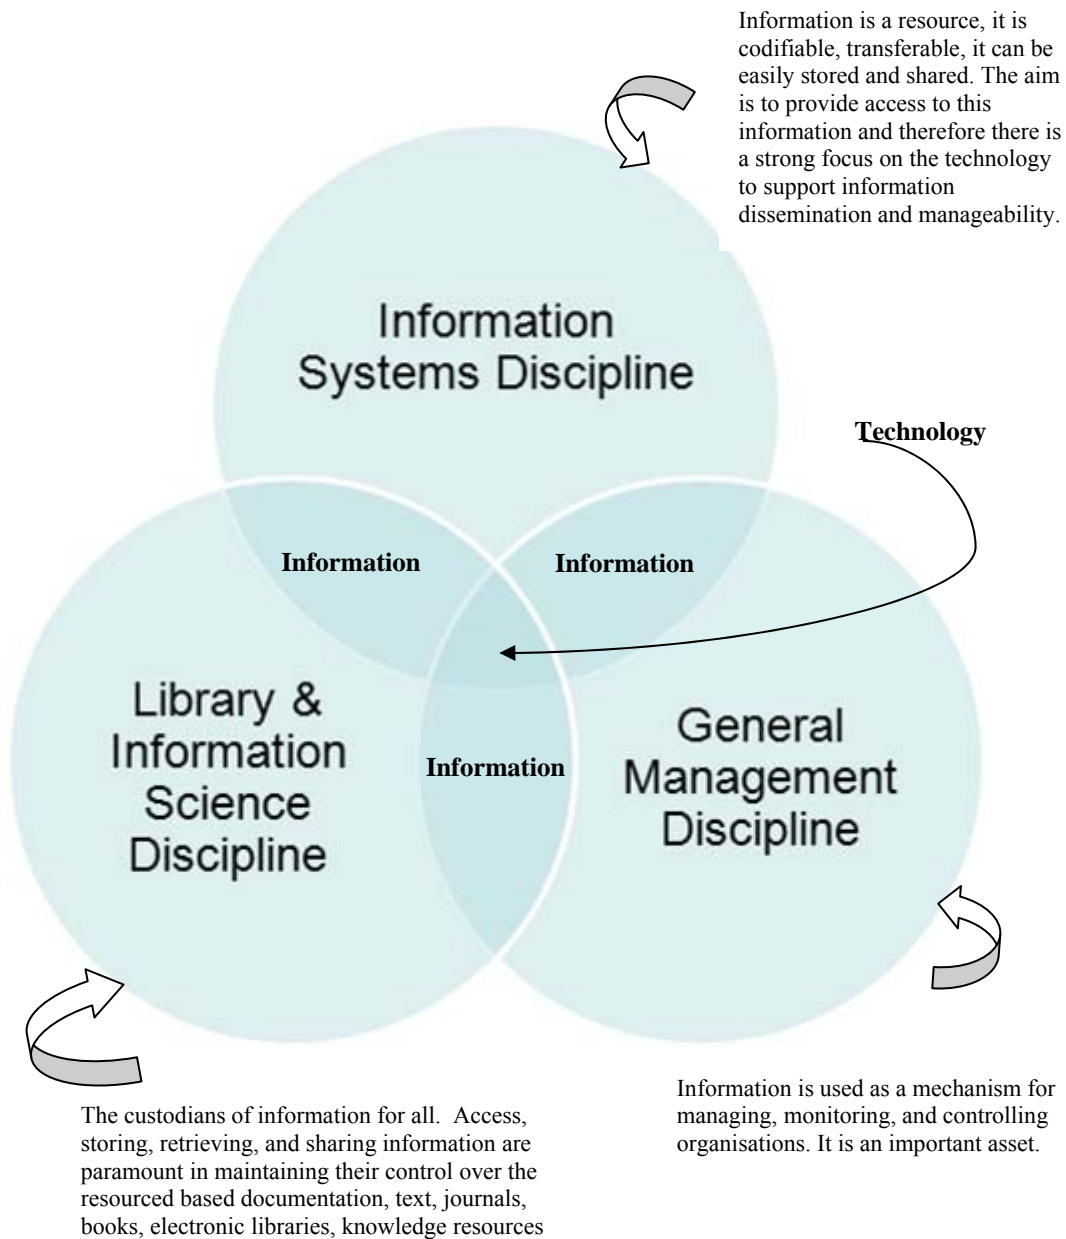 Information is a resource, it is
codifiable, transferable, it can be
easily stored and shared. The aim
is to provide access to this
information and therefore there is
a strong focus on the technology
to support information
dissemination and manageability.
Information
Systems Discipline
Technology
Information
Information
Library &
Information
Science
Discipline
Information
General
Management
Discipline
The custodians of information for all.  Access,
storing, retrieving, and sharing information are
paramount in maintaining their control over the
resourced based documentation, text, journals,
books, electronic libraries, knowledge resources
Information is used as a mechanism for
managing, monitoring, and controlling
organisations. It is an important asset.